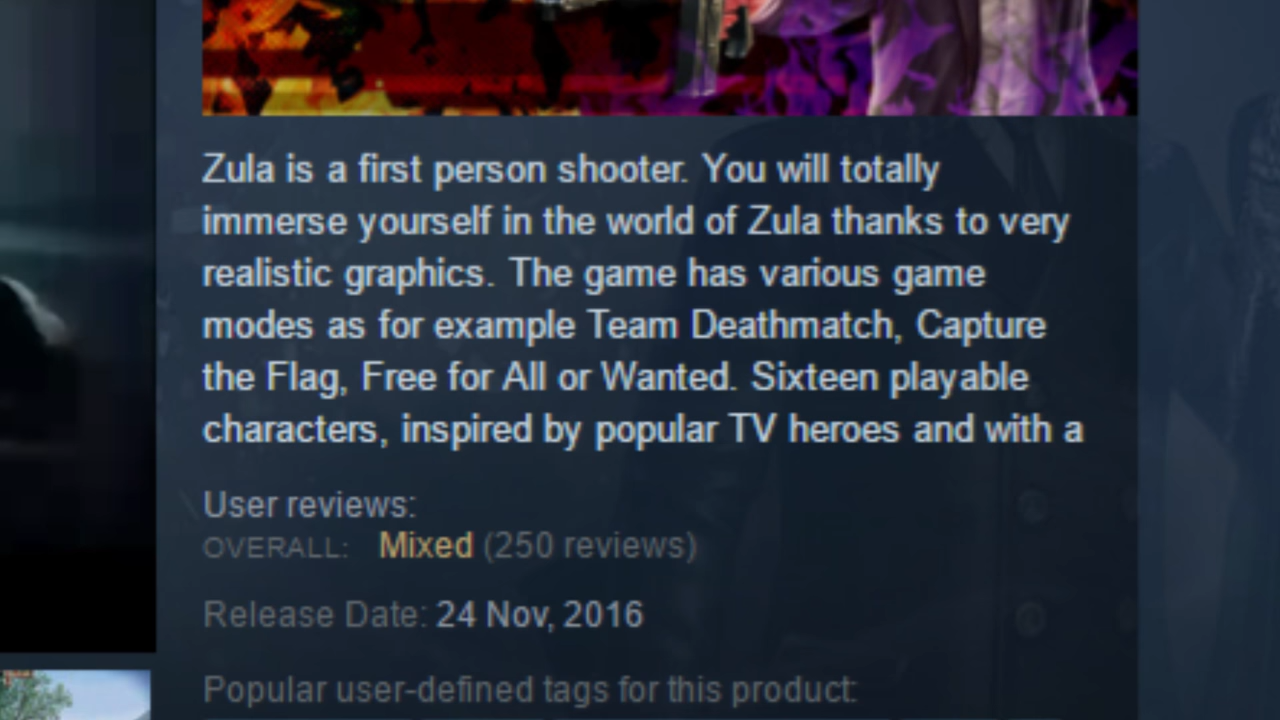 Zula is a first person shooter. You will totally
immerse yourself in the world of Zula thanks to very
realistic graphics. The game has various game
modes as for example Team Deathmatch, Capture
the Flag, Free for All or Wanted. Sixteen playable
characters, inspired by popular TV heroes and with a
User reviews:
OVERALL: Mixed (250 reviews)
Release Date: 24 Nov, 2016
Popular user-defined tags for this product: